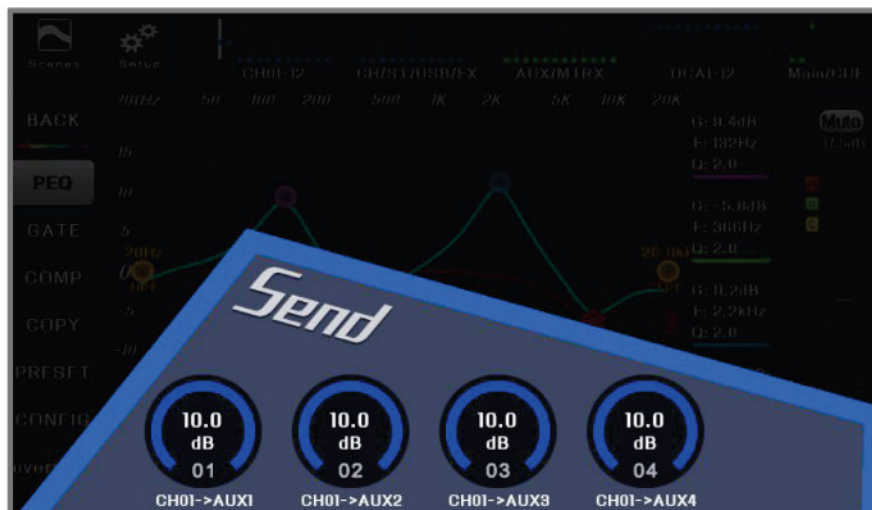 Scenes Setup
CH01-12 CH/ST/USB/FX AUX/MTRX DCA1-12 Main/CUE
20Hz 50 100 200 500 1K 2K 5K 10K 20K
BACK
G: 9.4dB
F: 132Hz
Q: 2.0
Mute
15
PEQ
10
GATE
5
G: -5.8dB
F: 366Hz
Q: 2.0
20Hz
0
COMP
-5
G: 11.2dB
F: 2.2kHz
Q: 2.0
COPY
-10
PRESET
CONFIG
Send
10.0 10.0 10.0 10.0
dB dB dB dB
01 02 03 04
CH01->AUX1 CH01->AUX2 CH01->AUX3 CH01->AUX4